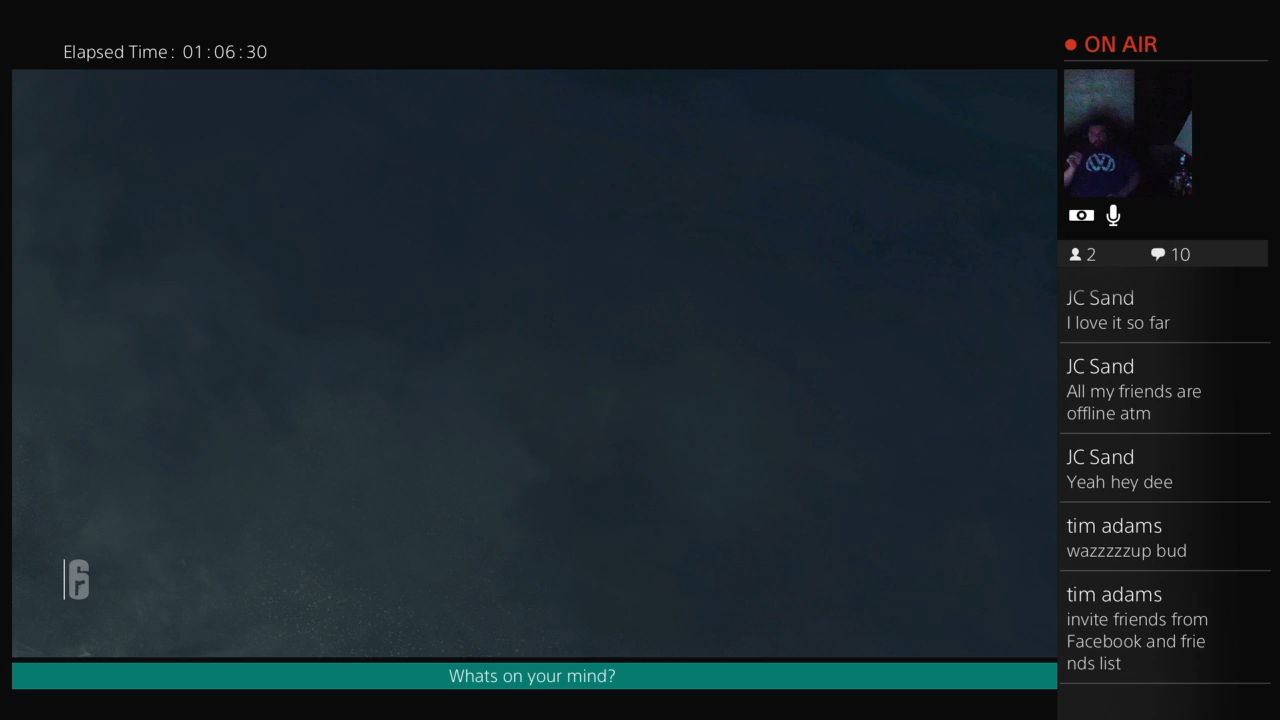 Elapsed Time: 01:06:30
ON AIR
2
10
JC Sand
I love it so far
JC Sand
All my friends are
offline atm
JC Sand
Yeah hey dee
tim adams
wazzzzzup bud
tim adams
invite friends from
Facebook and frie
nds list
6
Whats on your mind?